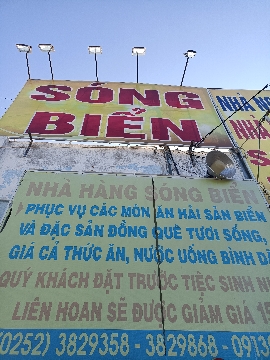 SÓNG
BIỂN
NHÀ
NHÀ HÀNG SÓNG BIỂN
PHỤC VỤ CÁC MÓN ĂN HẢI SẢN BIỂN
VÀ ĐẶC SẢN ĐỒNG QUÊ TƯƠI SỐNG,
GIÁ CẢ THỨC ĂN, NƯỚC UỐNG BÌNH DÂ
QUÝ KHÁCH ĐẶT TRƯỚC TIỆC SINH N
LIÊN HOAN SẼ ĐƯỢC GIẢM GIÁ 15
(0252) 3829358 - 3829868 - 0913